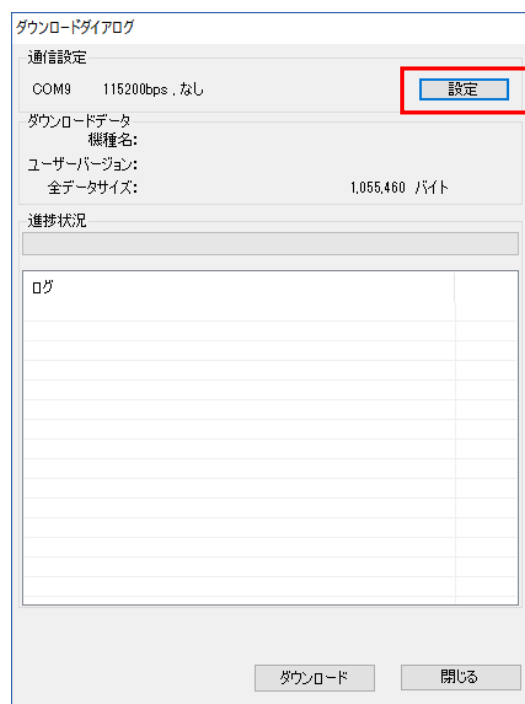 ダウンロードダイアログ
通信設定
COM9 115200bps , なし
設定
ダウンロードデータ
機種名:
ユーザーバージョン:
全データサイズ: 1,055,460 バイト
進捗状況
ログ
ダウンロード
閉じる